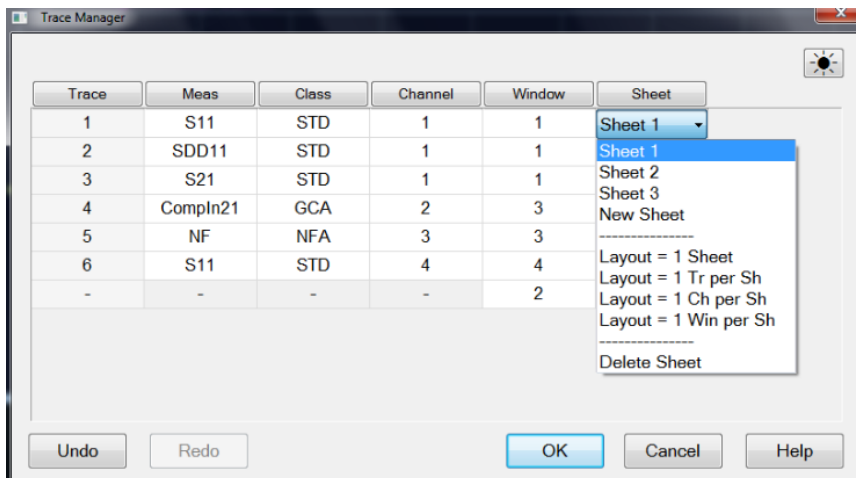 Trace Manager
Trace Meas Class Channel Window Sheet
1 S11 STD 1 1 Sheet 1
2 SDD11 STD 1 1 Sheet 1
3 S21 STD 1 1 Sheet 2
Sheet 3
4 CompIn21 GCA 2 3 New Sheet
5 NF NFA 3 3 ---------------
6 S11 STD 4 4 Layout = 1 Sheet
Layout = 1 Tr per Sh
- - - - 2 Layout = 1 Ch per Sh
Layout = 1 Win per Sh
---------------
Delete Sheet
Undo Redo OK Cancel Help